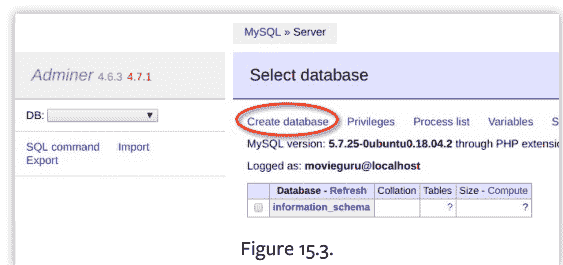 MySQL » Server
Adminer 4.6.3 4.7.1
Select database
DB:
SQL command Import
Export
Create database Privileges Process list Variables S
MySQL version: 5.7.25-0ubuntu0.18.04.2 through PHP extensio
Logged as: movieguru@localhost
Database - Refresh Collation Tables Size - Compute
information_schema ? ?
Figure 15.3.